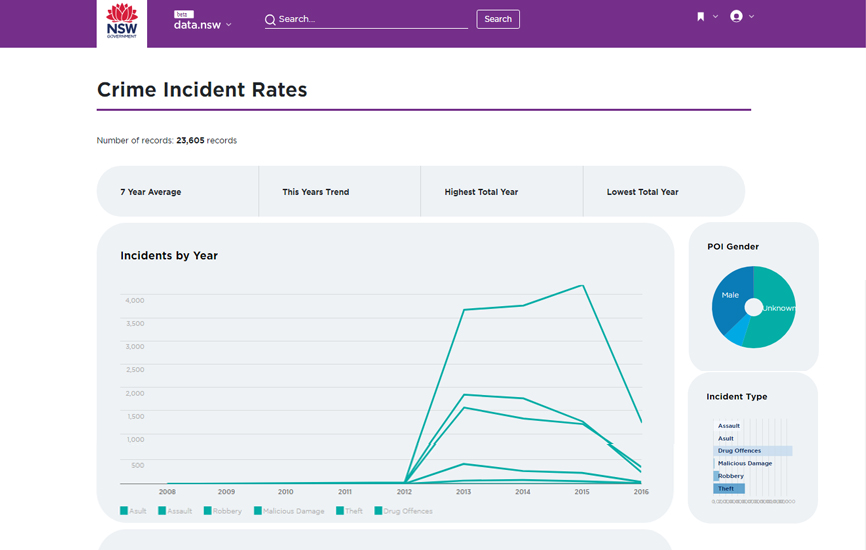 beta
data.nsw
Search...
Search
NSW
GOVERNMENT
Crime Incident Rates
Number of records: 23,605 records
7 Year Average
This Years Trend
Highest Total Year
Lowest Total Year
Incidents by Year
4,000
3,500
3,000
2,500
2,000
1,500
1,000
500
2008 2009 2010 2011 2012 2013 2014 2015 2016
Asult Assault Robbery Malicious Damage Theft Drug Offences
POI Gender
Male
Unknown
Incident Type
Assault
Asult
Drug Offences
Malicious Damage
Robbery
Theft